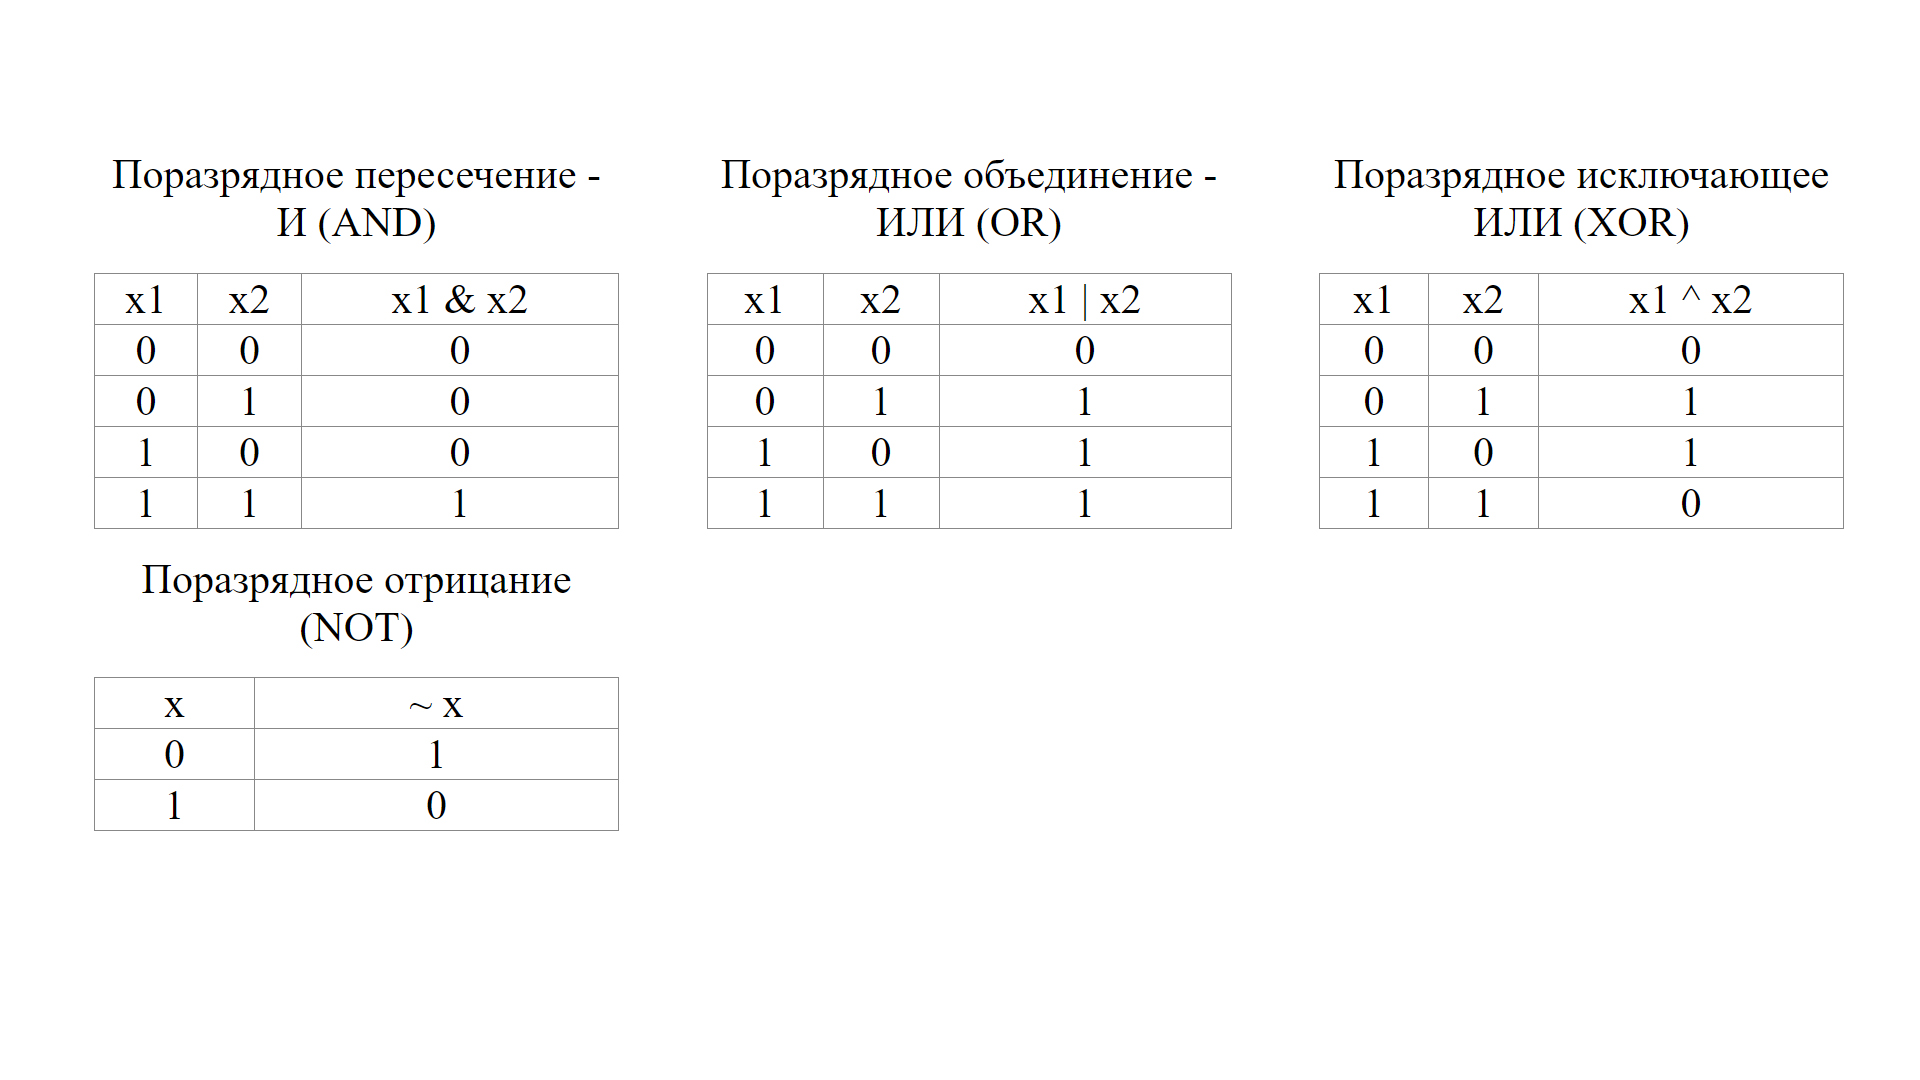 Поразрядное пересечение -
И (AND)
x1 x2 x1 & x2
0 0 0
0 1 0
1 0 0
1 1 1
Поразрядное объединение -
ИЛИ (OR)
x1 x2 x1 | x2
0 0 0
0 1 1
1 0 1
1 1 1
Поразрядное исключающее
ИЛИ (XOR)
x1 x2 x1 ^ x2
0 0 0
0 1 1
1 0 1
1 1 0
Поразрядное отрицание
(NOT)
x ~ x
0 1
1 0